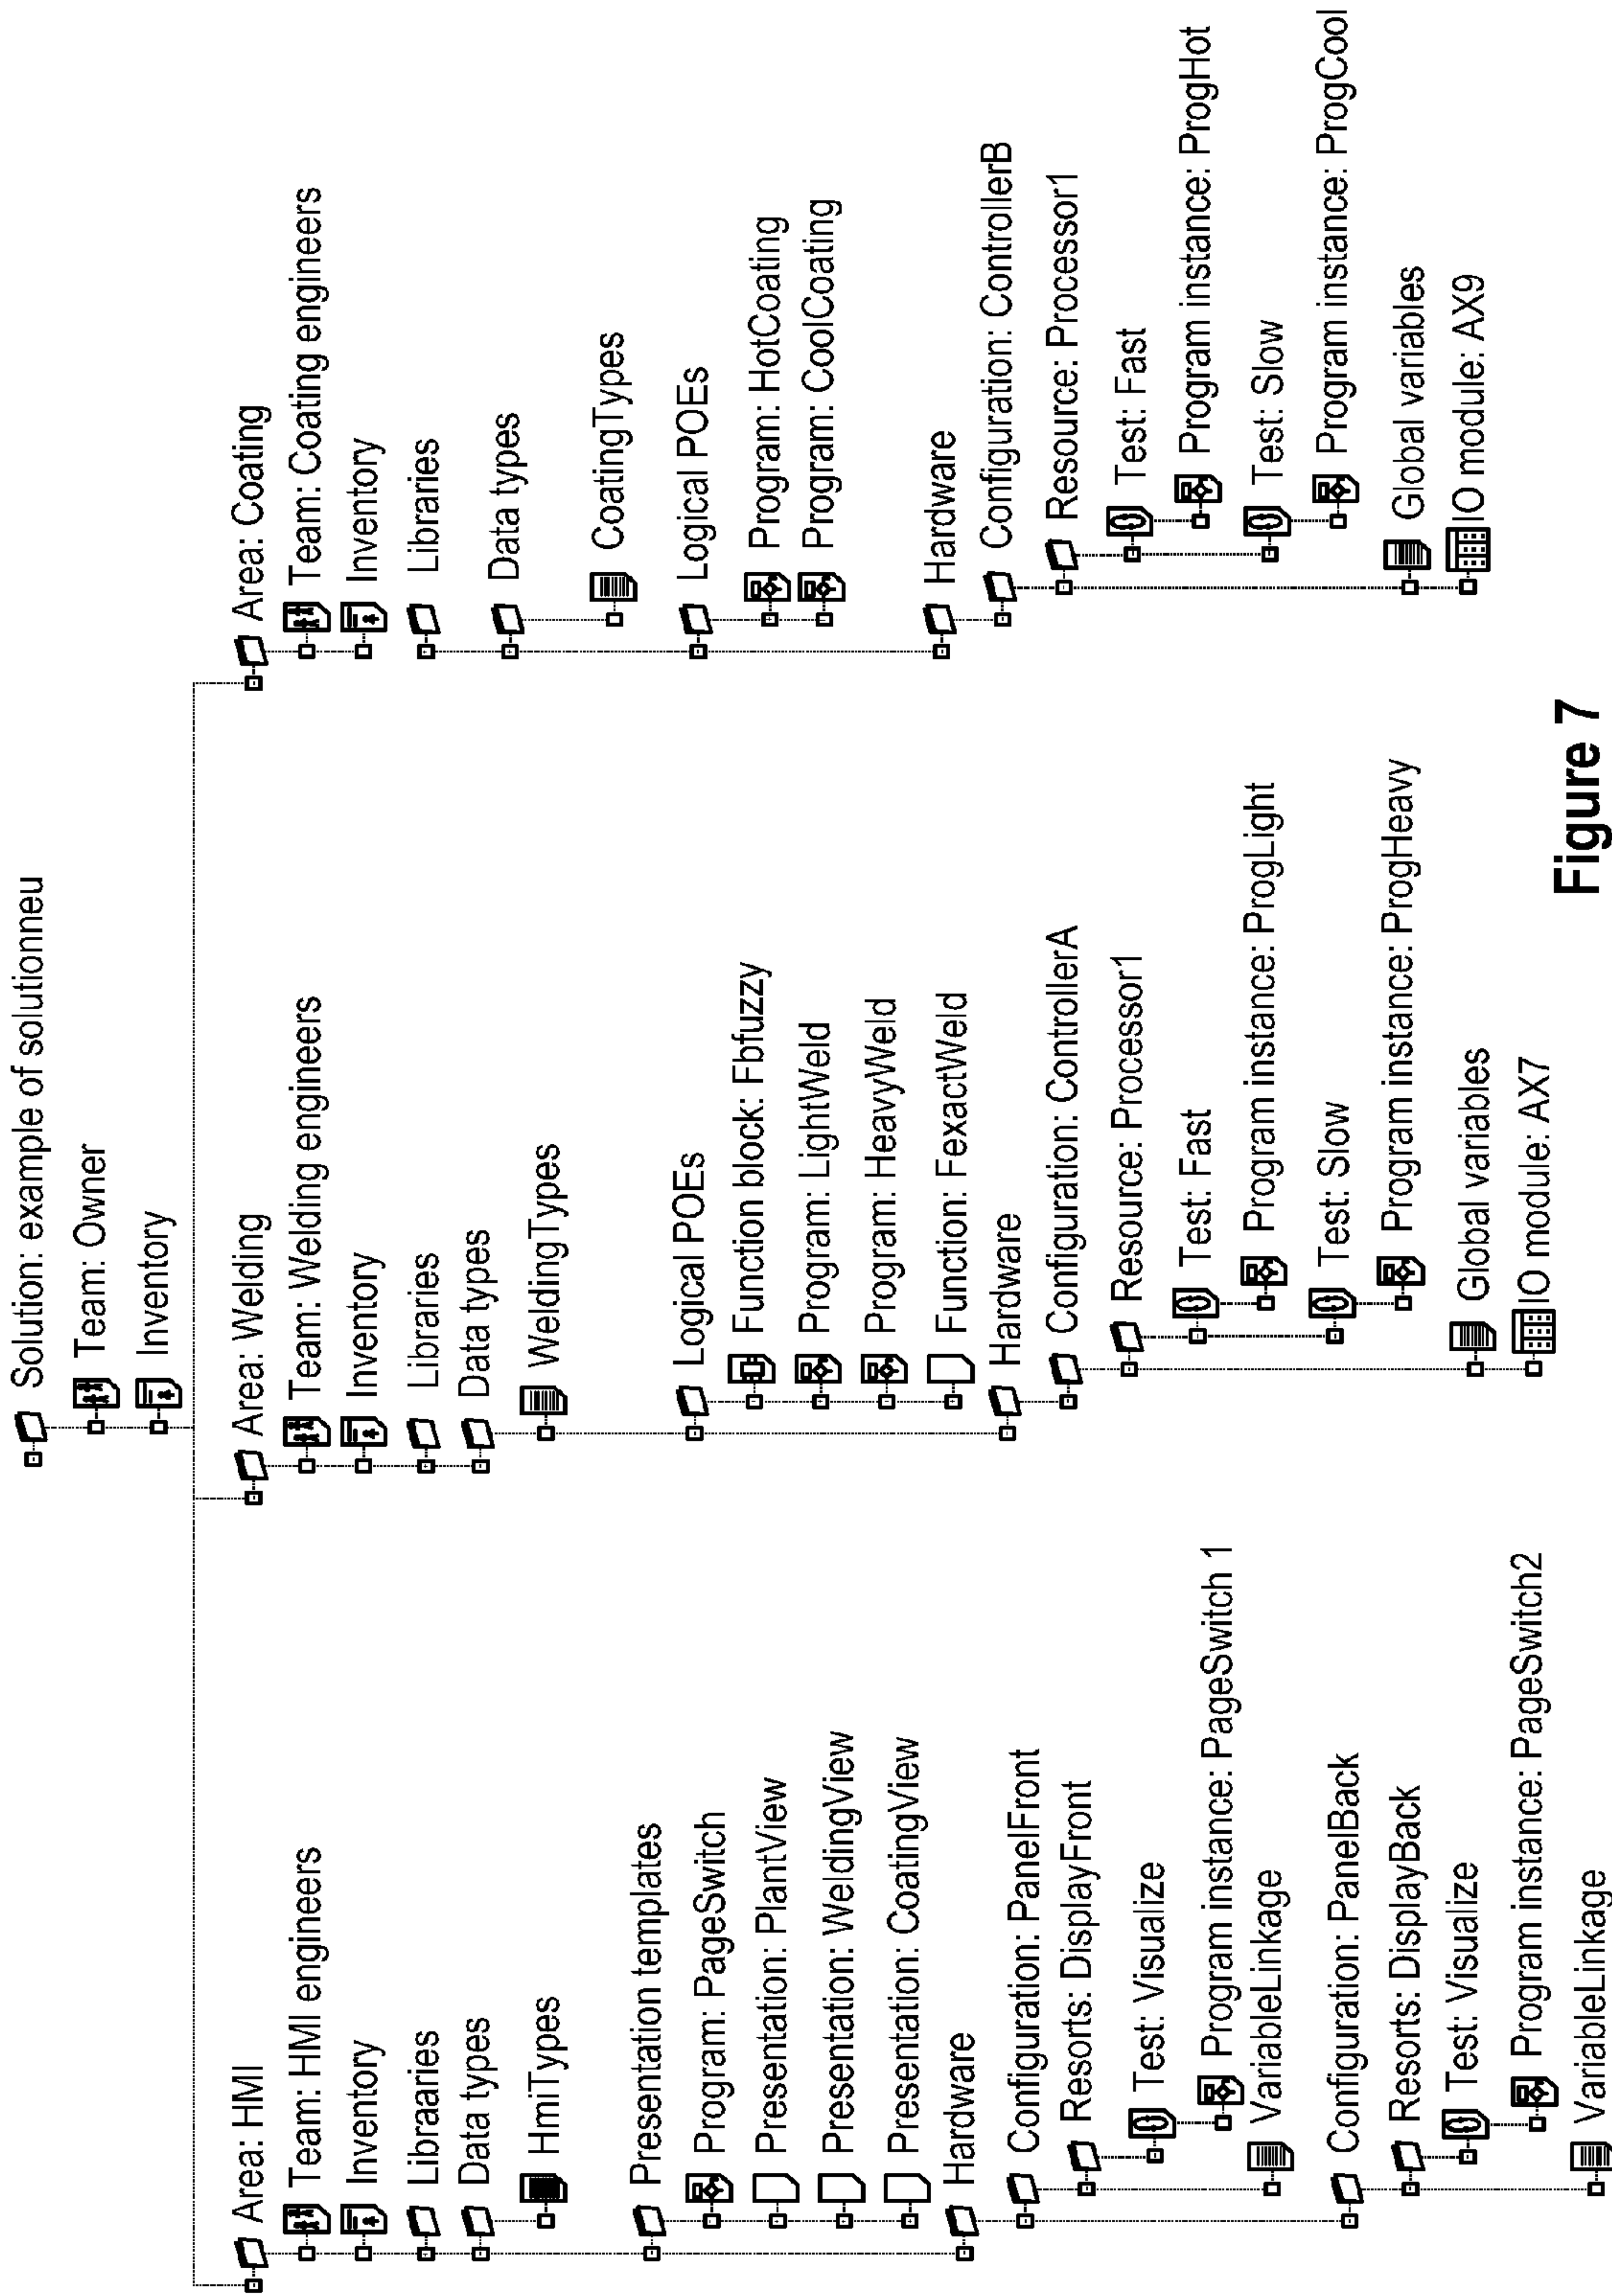 Solution: example of solutionneu
Team: Owner
Inventory
Area: HMI
Team: HMI engineers
Inventory
Libraaries
Data types
HmiTypes
Presentation templates
Program: PageSwitch
Presentation: PlantView
Presentation: WeldingView
Presentation: CoatingView
Hardware
Configuration: PanelFront
Resorts: DisplayFront
Test: Visualize
Program instance: PageSwitch 1
VariableLinkage
Configuration: PanelBack
Resorts: DisplayBack
Test: Visualize
Program instance: PageSwitch2
VariableLinkage
Area: Welding
Team: Welding engineers
Inventory
Libraries
Data types
WeldingTypes
Logical POEs
Function block: Fbfuzzy
Program: LightWeld
Program: HeavyWeld
Function: FexactWeld
Hardware
Configuration: ControllerA
Resource: Processor1
Test: Fast
Program instance: ProgLight
Test: Slow
Program instance: ProgHeavy
Global variables
IO module: AX7
Area: Coating
Team: Coating engineers
Inventory
Libraries
Data types
CoatingTypes
Logical POEs
Program: HotCoating
Program: CoolCoating
Hardware
Configuration: ControllerB
Resource: Processor1
Test: Fast
Program instance: ProgHot
Test: Slow
Program instance: ProgCool
Global variables
IO module: AX9
Figure 7